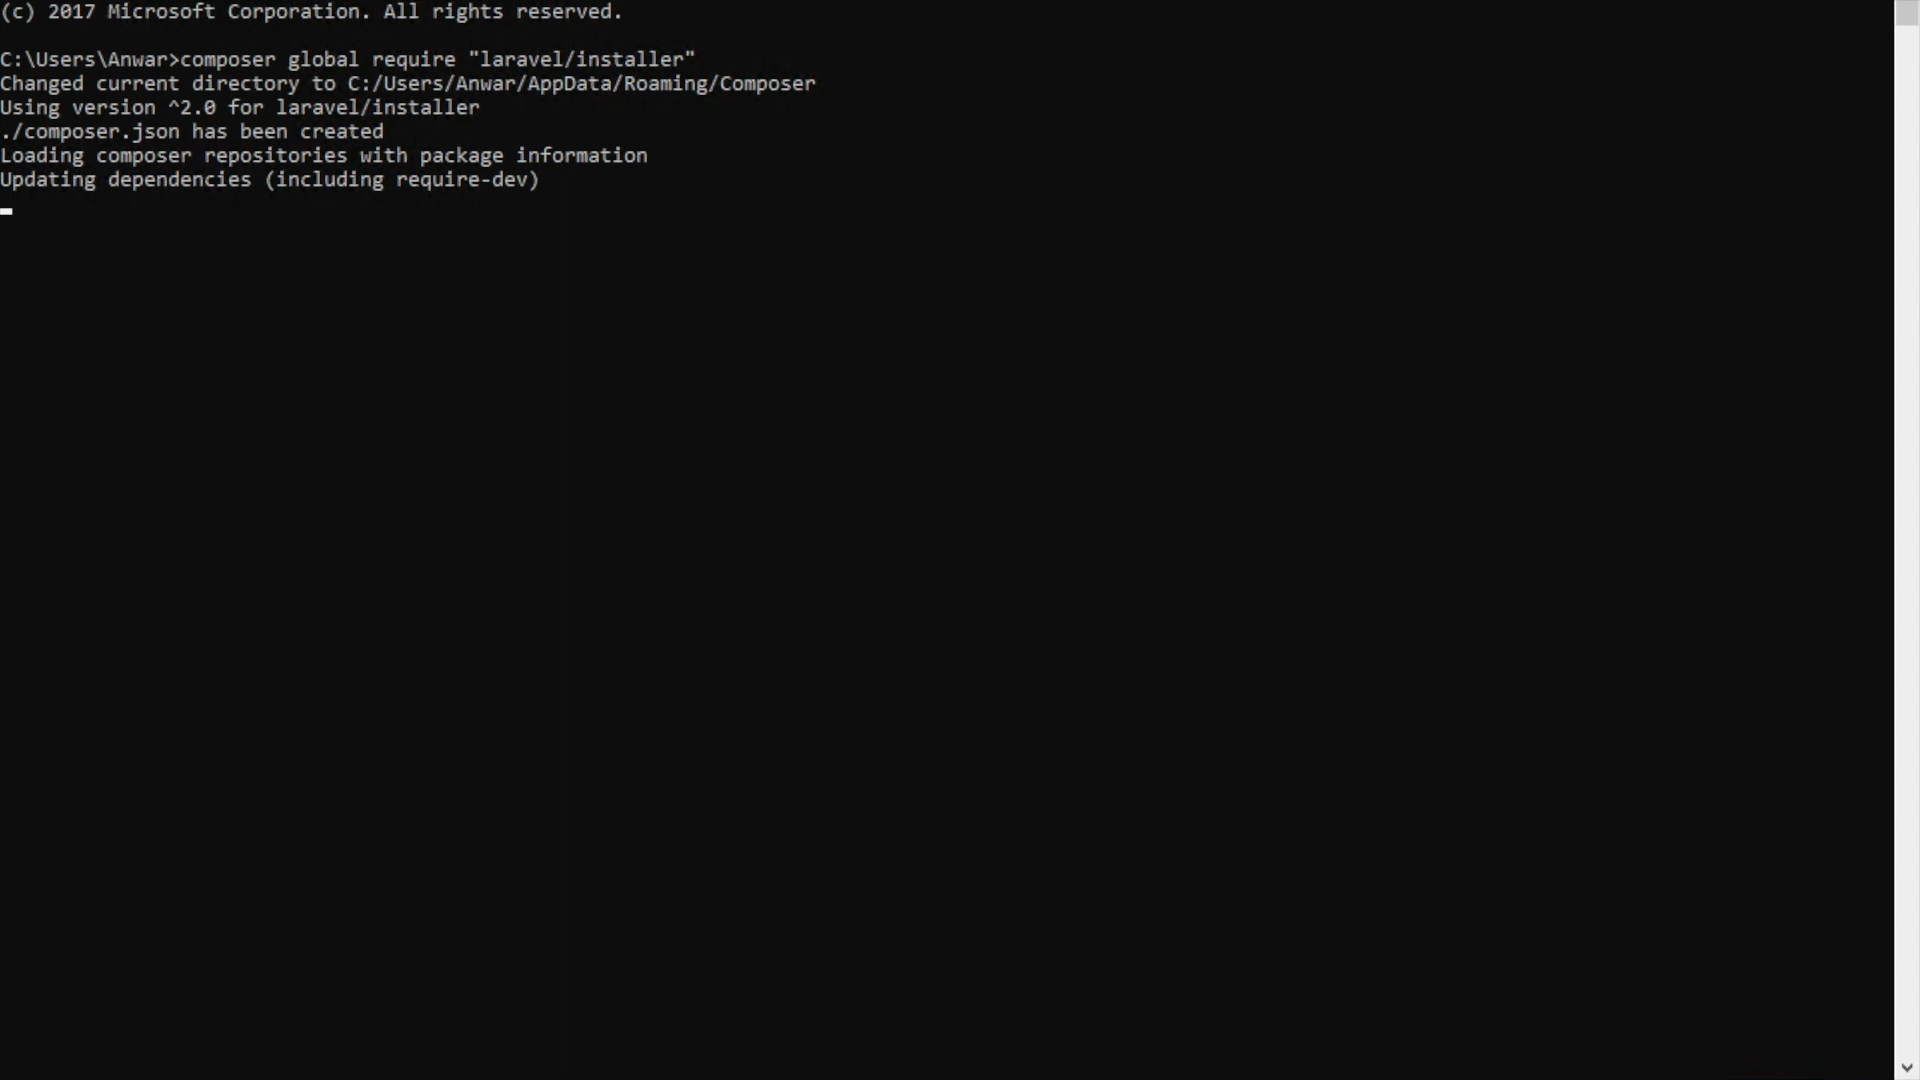 (c) 2017 Microsoft Corporation. All rights reserved.
C:\Users\Anwar>composer global require "laravel/installer"
Changed current directory to C:/Users/Anwar/AppData/Roaming/Composer
Using version ^2.0 for laravel/installer
./composer.json has been created
Loading composer repositories with package information
Updating dependencies (including require-dev)